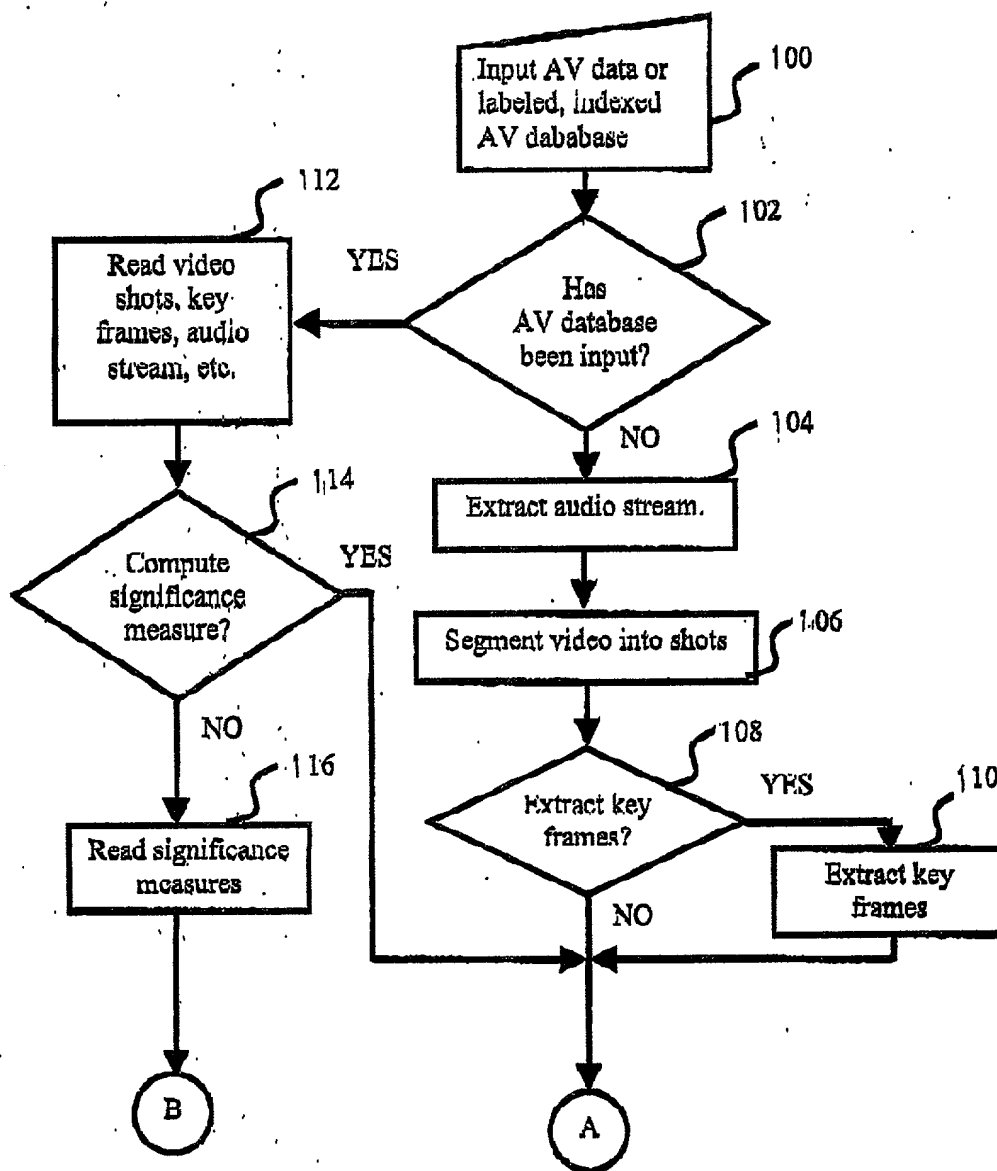 Input AV data or
labeled, indexed
AV dababase
100
102
Has
AV database
been input?
YES
NO
112
Read video
shots, key
frames, audio
stream, etc.
104
Extract audio stream.
114
Compute
significance
measure?
YES
NO
106
Segment video into shots
108
Extract key
frames?
YES
NO
110
Extract key
frames
116
Read significance
measures
B
A